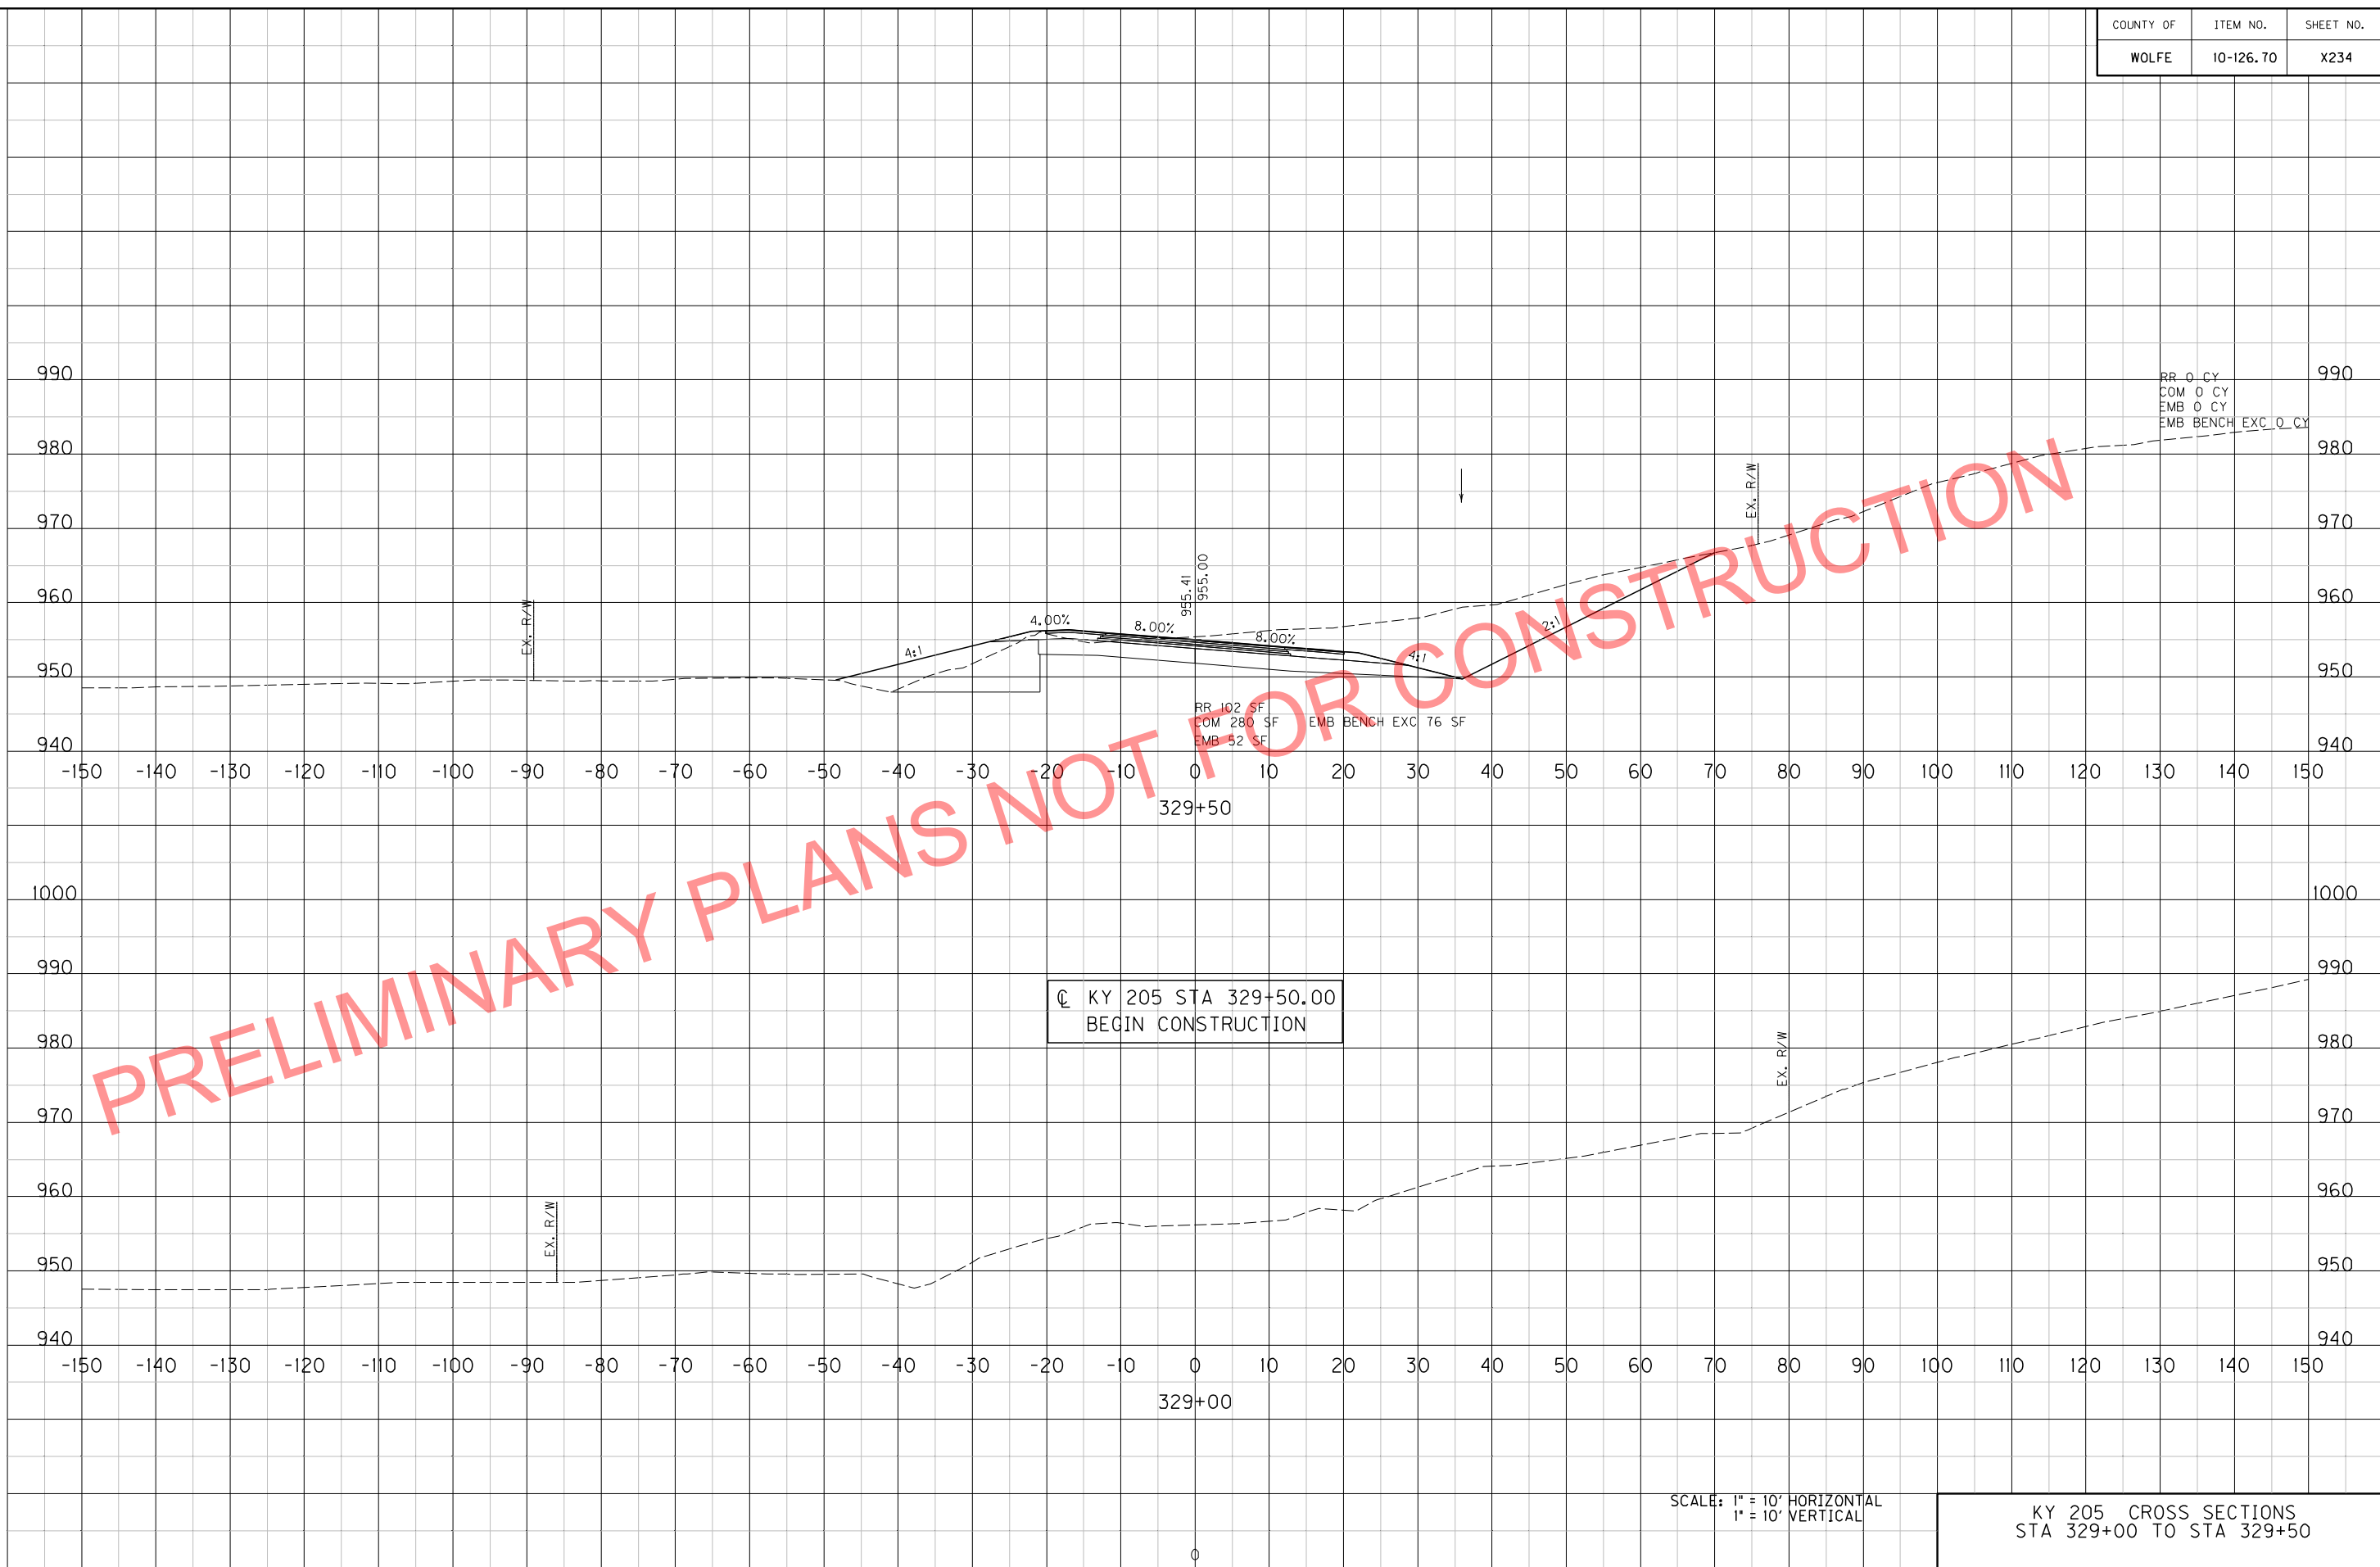 COUNTY OF ITEM NO. SHEET NO.
WOLFE 10-126.70 X234
990 990
RR 0 CY
COM 0 CY
EMB 0 CY
EMB BENCH EXC 0 CY
980 980
EX. R/W
970 970
955.41
955.00
960 960
EX. R/W
4.00% 8.00% 8.00%
4:1 4:1 2:1
950 950
RR 102 SF
COM 280 SF EMB BENCH EXC 76 SF
EMB 52 SF
940 940
-150 -140 -130 -120 -110 -100 -90 -80 -70 -60 -50 -40 -30 -20 -10 0 10 20 30 40 50 60 70 80 90 100 110 120 130 140 150
329+50
PRELIMINARY PLANS NOT FOR CONSTRUCTION
1000 1000
990 990
℄ KY 205 STA 329+50.00
BEGIN CONSTRUCTION
980 980
EX. R/W
970 970
960 960
EX. R/W
950 950
940 940
-150 -140 -130 -120 -110 -100 -90 -80 -70 -60 -50 -40 -30 -20 -10 0 10 20 30 40 50 60 70 80 90 100 110 120 130 140 150
329+00
SCALE: 1" = 10' HORIZONTAL
1" = 10' VERTICAL
KY 205 CROSS SECTIONS
STA 329+00 TO STA 329+50
0